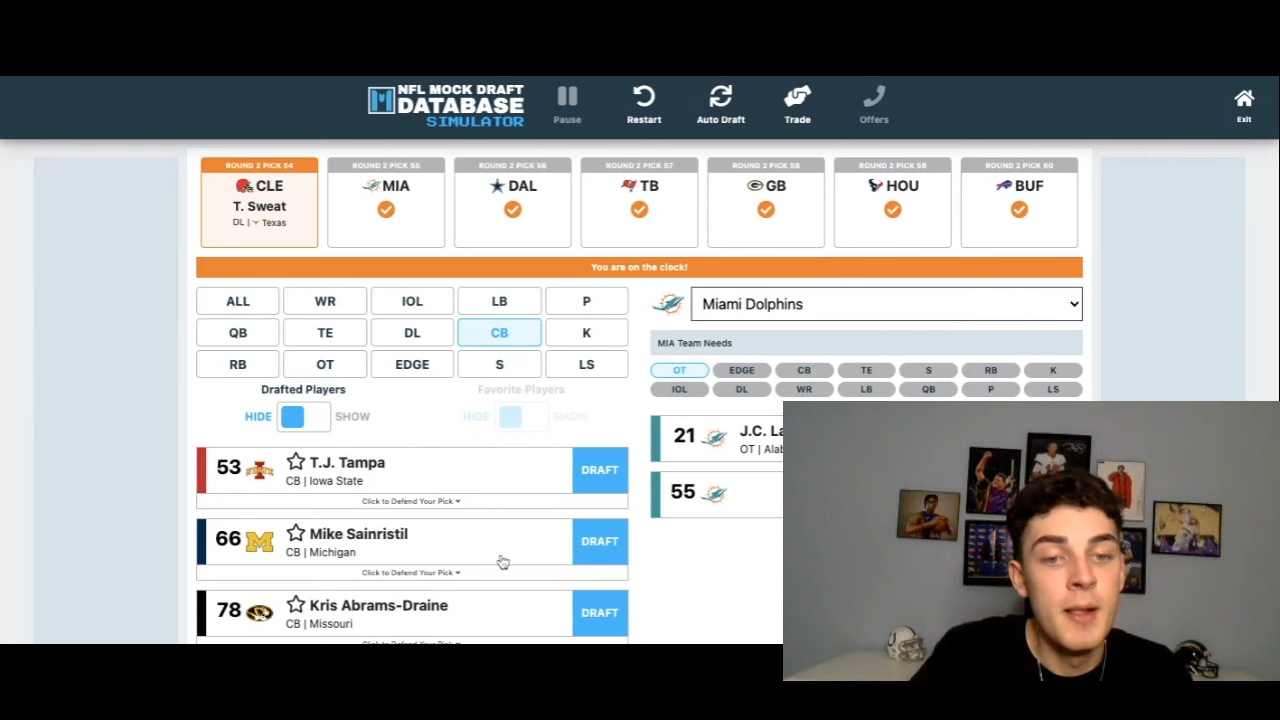 NFL MOCK DRAFT
DATABASE
SIMULATOR
Pause
Restart
Auto Draft
Trade
Offers
Exit
ROUND 2 PICK 54
CLE
T. Sweat
DL | Texas
ROUND 2 PICK 55
MIA
ROUND 2 PICK 56
DAL
ROUND 2 PICK 57
TB
ROUND 2 PICK 58
GB
ROUND 2 PICK 59
HOU
ROUND 2 PICK 60
BUF
You are on the clock!
ALL WR IOL LB P
QB TE DL CB K
RB OT EDGE S LS
Drafted Players
HIDE SHOW
Favorite Players
HIDE SHOW
53 T.J. Tampa
CB | Iowa State
DRAFT
Click to Defend Your Pick
66 Mike Sainristil
CB | Michigan
DRAFT
Click to Defend Your Pick
78 Kris Abrams-Draine
CB | Missouri
DRAFT
Click to Defend Your Pick
Miami Dolphins
MIA Team Needs
OT EDGE CB TE S RB K
IOL DL WR LB QB P LS
21 J.C. La
OT | Alab
55